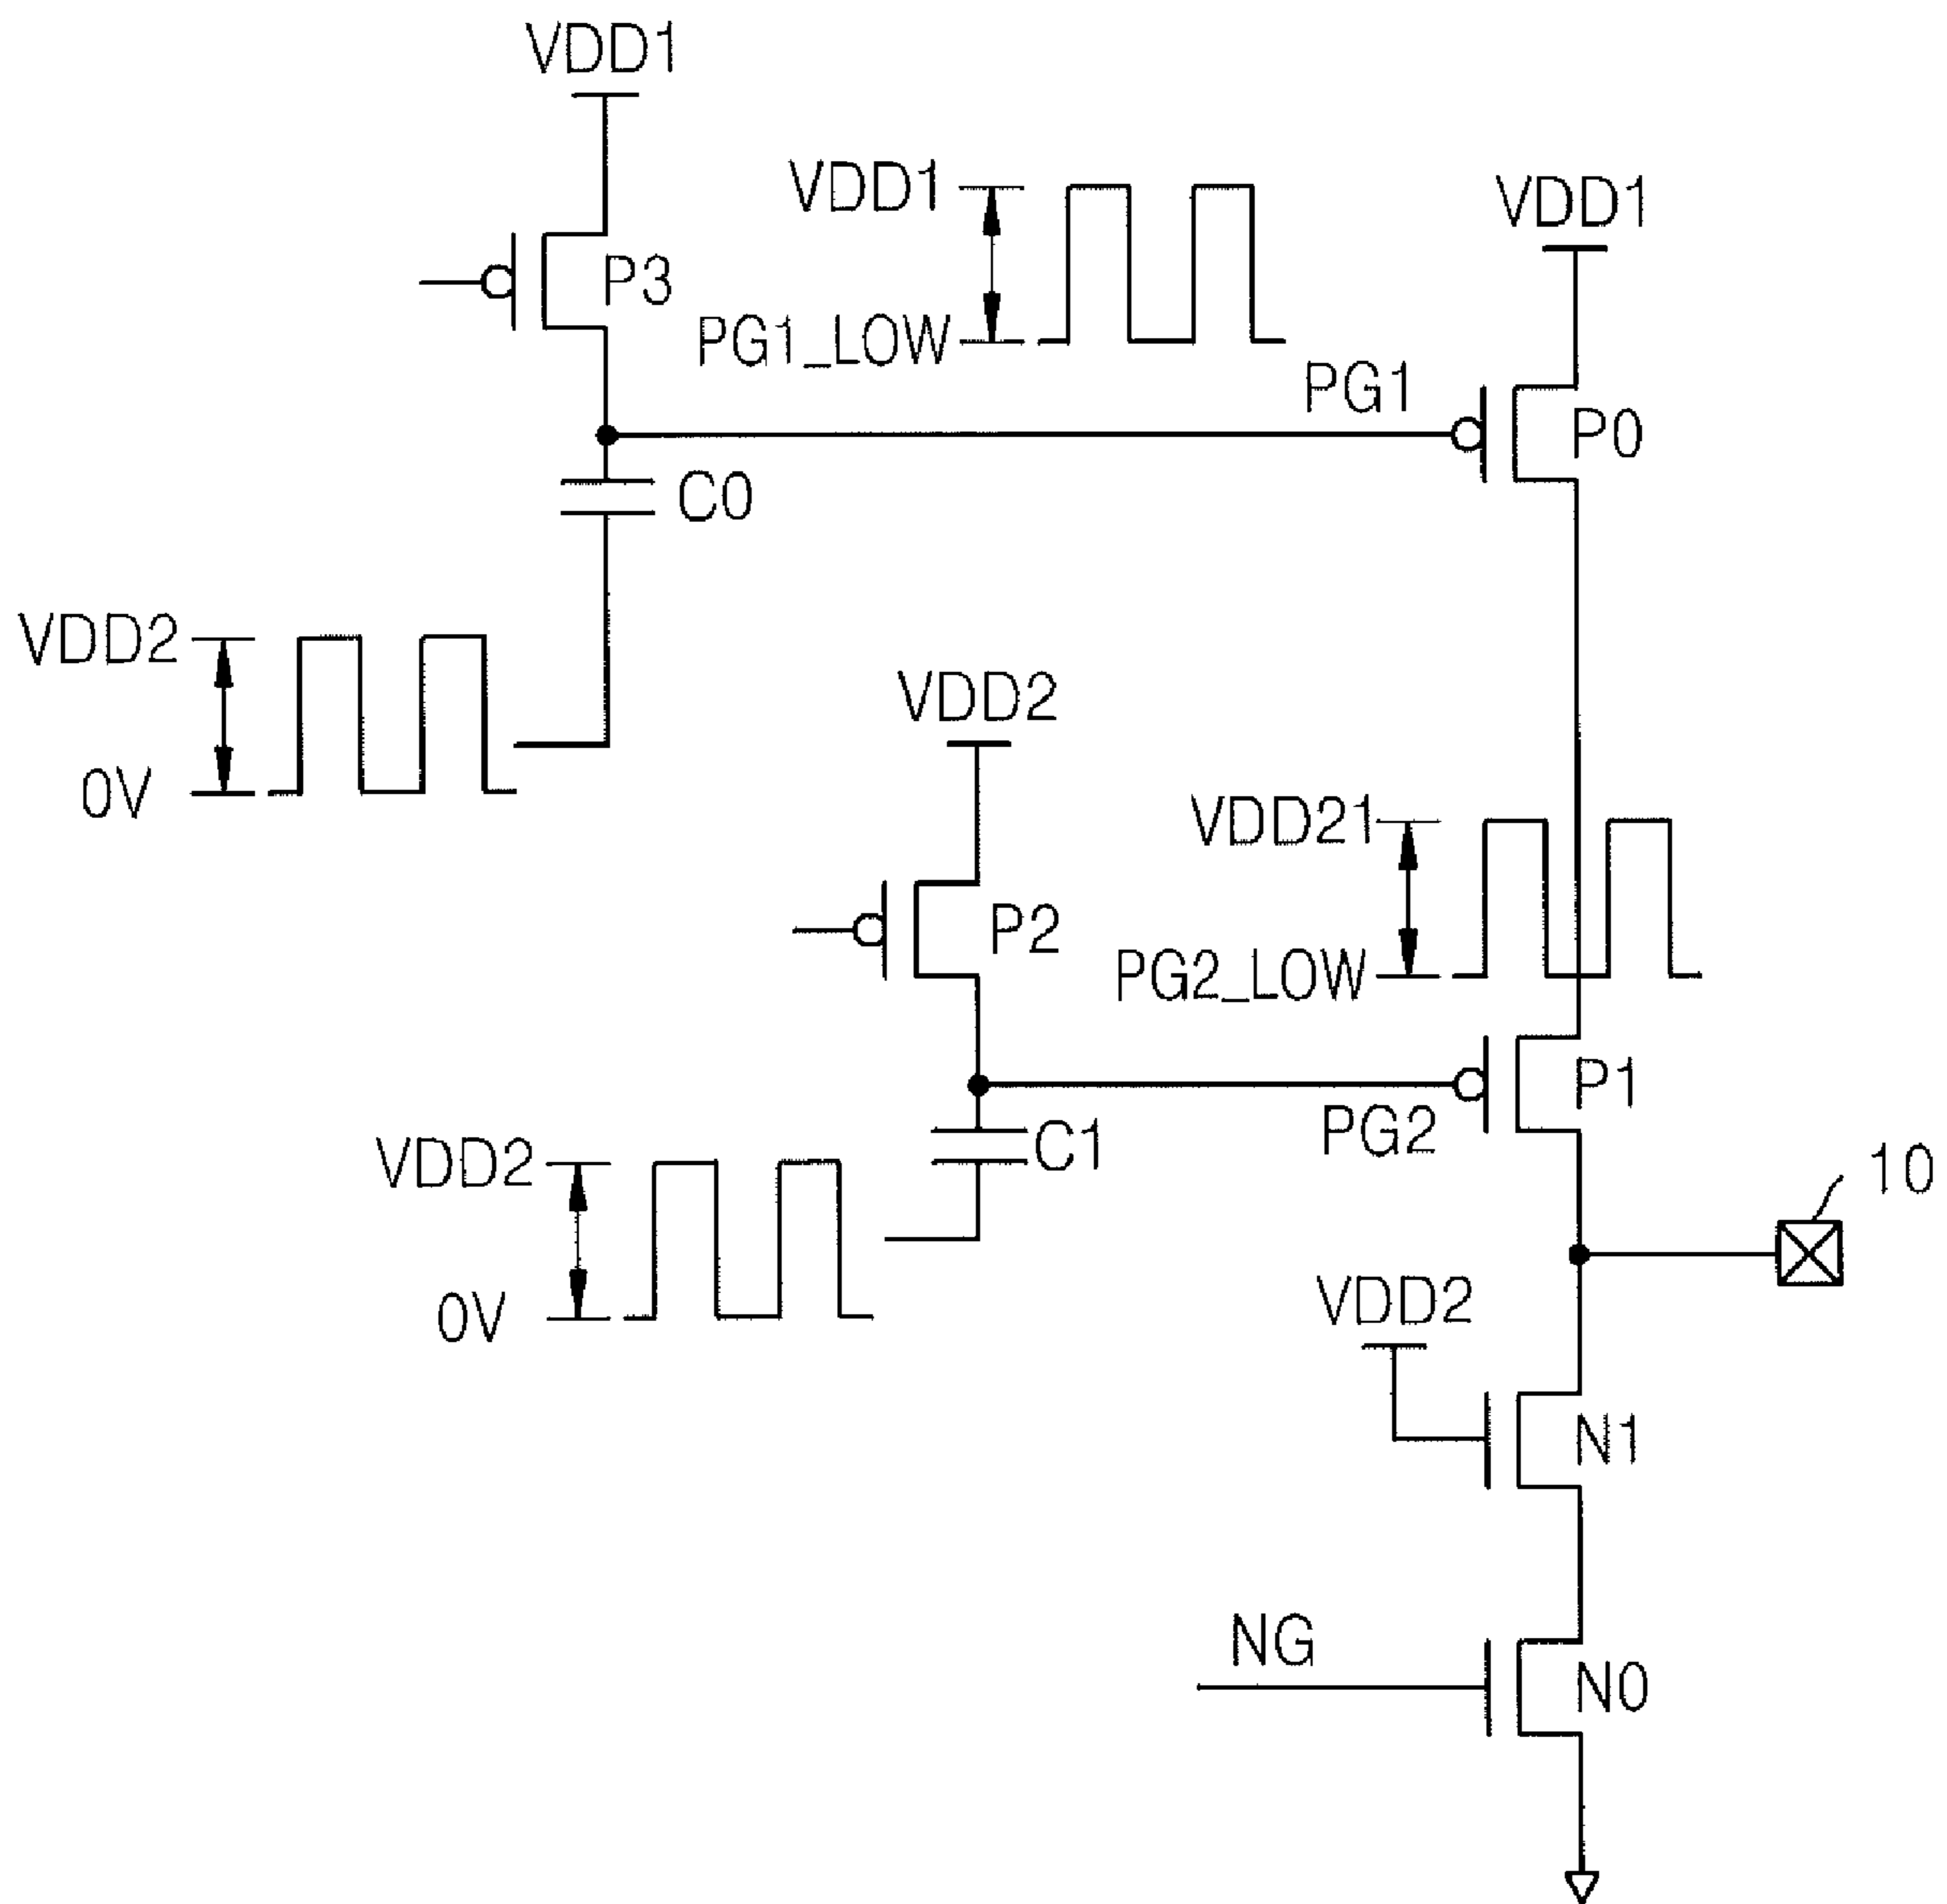 VDD1
VDD1
VDD1
P3
PG1_LOW
PG1
P0
C0
VDD2
VDD2
0V
VDD21
P2
PG2_LOW
P1
PG2
C1
VDD2
10
0V
VDD2
N1
NG
N0